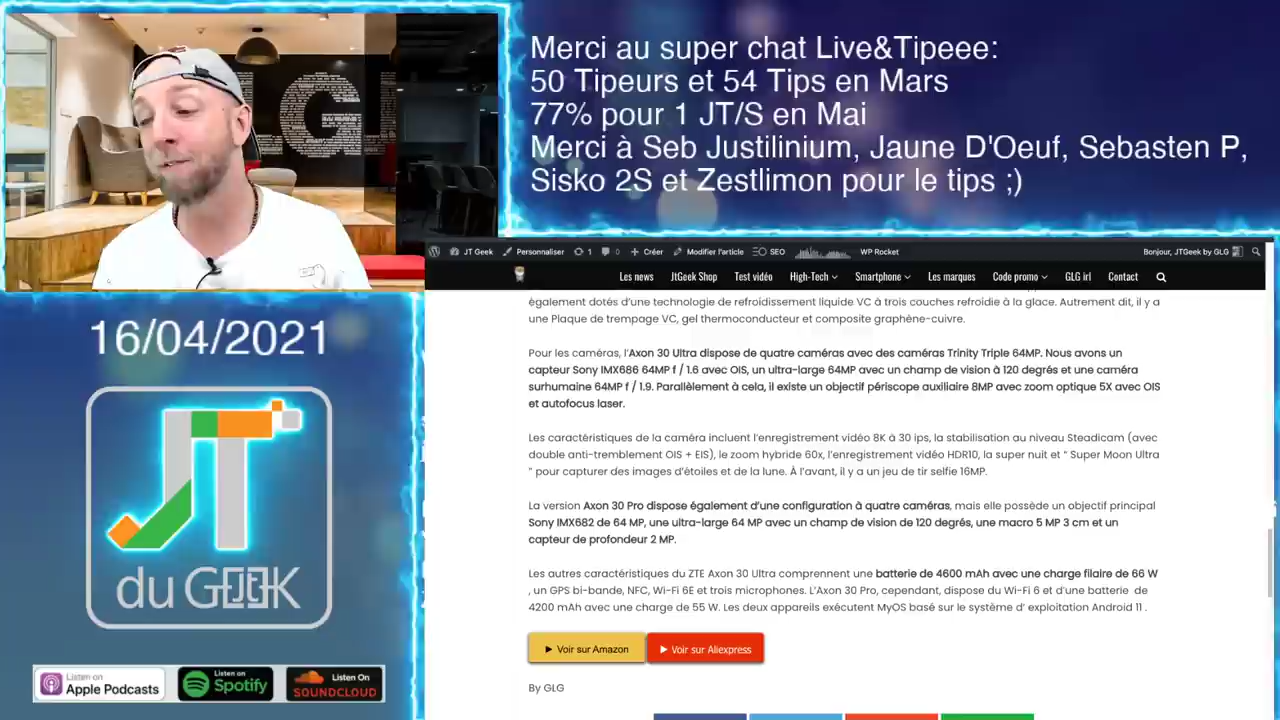 Merci au super chat Live&Tipeee:
50 Tipeurs et 54 Tips en Mars
77% pour 1 JT/S en Mai
Merci à Seb Justilinium, Jaune D'Oeuf, Sebasten P,
Sisko 2S et Zestlimon pour le tips ;)
JT Geek Personnaliser 1 0 Créer Modifier l'article SEO WP Rocket Bonjour, JTGeek by GLG
Les news JtGeek Shop Test vidéo High-Tech Smartphone Les marques Code promo GLG irl Contact
également dotés d'une technologie de refroidissement liquide VC à trois couches refroidie à la glace. Autrement dit, il y a
une Plaque de trempage VC, gel thermoconducteur et composite graphène-cuivre.
Pour les caméras, l'Axon 30 Ultra dispose de quatre caméras avec des caméras Trinity Triple 64MP. Nous avons un
capteur Sony IMX686 64MP f / 1.6 avec OIS, un ultra-large 64MP avec un champ de vision à 120 degrés et une caméra
surhumaine 64MP f / 1.9. Parallèlement à cela, il existe un objectif périscope auxiliaire 8MP avec zoom optique 5X avec OIS
et autofocus laser.
Les caractéristiques de la caméra incluent l'enregistrement vidéo 8K à 30 ips, la stabilisation au niveau Steadicam (avec
double anti-tremblement OIS + EIS), le zoom hybride 60x, l'enregistrement vidéo HDR10, la super nuit et " Super Moon Ultra
" pour capturer des images d'étoiles et de la lune. À l'avant, il y a un jeu de tir selfie 16MP.
La version Axon 30 Pro dispose également d'une configuration à quatre caméras, mais elle possède un objectif principal
Sony IMX682 de 64 MP, une ultra-large 64 MP avec un champ de vision de 120 degrés, une macro 5 MP 3 cm et un
capteur de profondeur 2 MP.
Les autres caractéristiques du ZTE Axon 30 Ultra comprennent une batterie de 4600 mAh avec une charge filaire de 66 W
, un GPS bi-bande, NFC, Wi-Fi 6E et trois microphones. L'Axon 30 Pro, cependant, dispose du Wi-Fi 6 et d'une batterie de
4200 mAh avec une charge de 55 W. Les deux appareils exécutent MyOS basé sur le système d' exploitation Android 11 .
► Voir sur Amazon ► Voir sur Aliexpress
By GLG
16/04/2021
JT
du GEEK
Listen on
Apple Podcasts
Listen on
Spotify
Listen On
SOUNDCLOUD